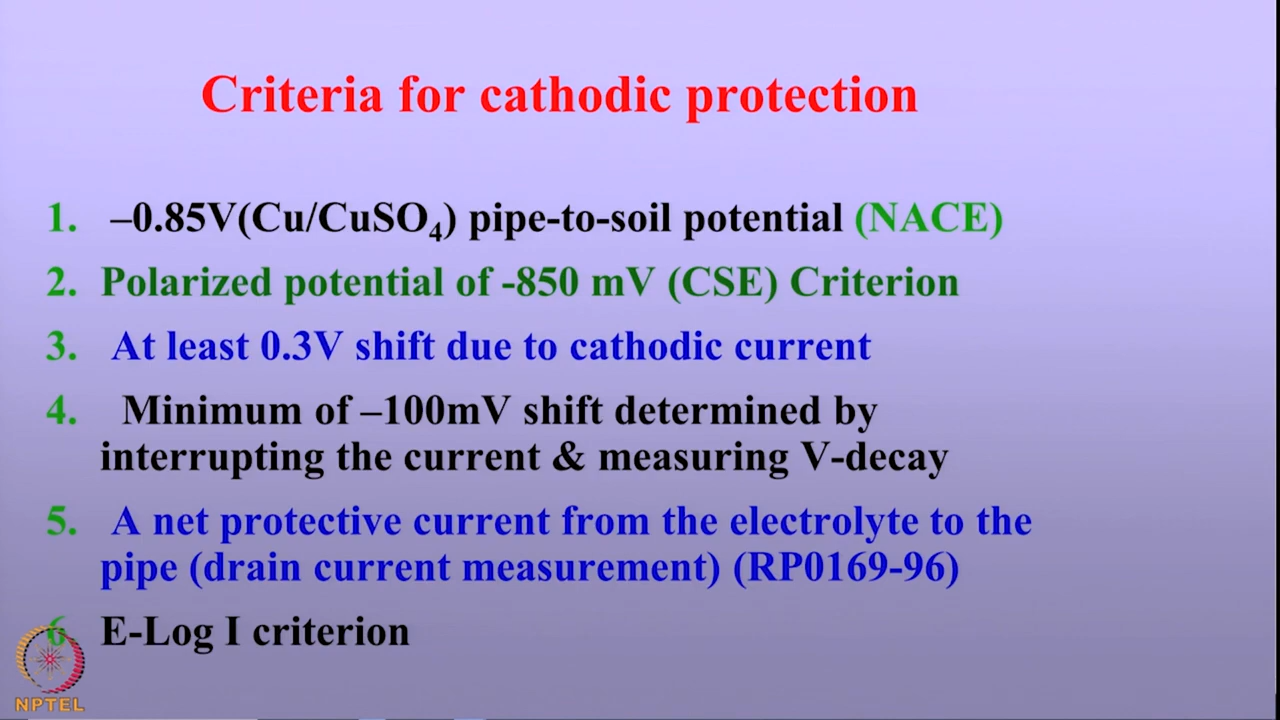 Criteria for cathodic protection
1. –0.85V(Cu/CuSO₄) pipe-to-soil potential (NACE)
2. Polarized potential of -850 mV (CSE) Criterion
3. At least 0.3V shift due to cathodic current
4. Minimum of –100mV shift determined by
interrupting the current & measuring V-decay
5. A net protective current from the electrolyte to the
pipe (drain current measurement) (RP0169-96)
6 E-Log I criterion
NPTEL